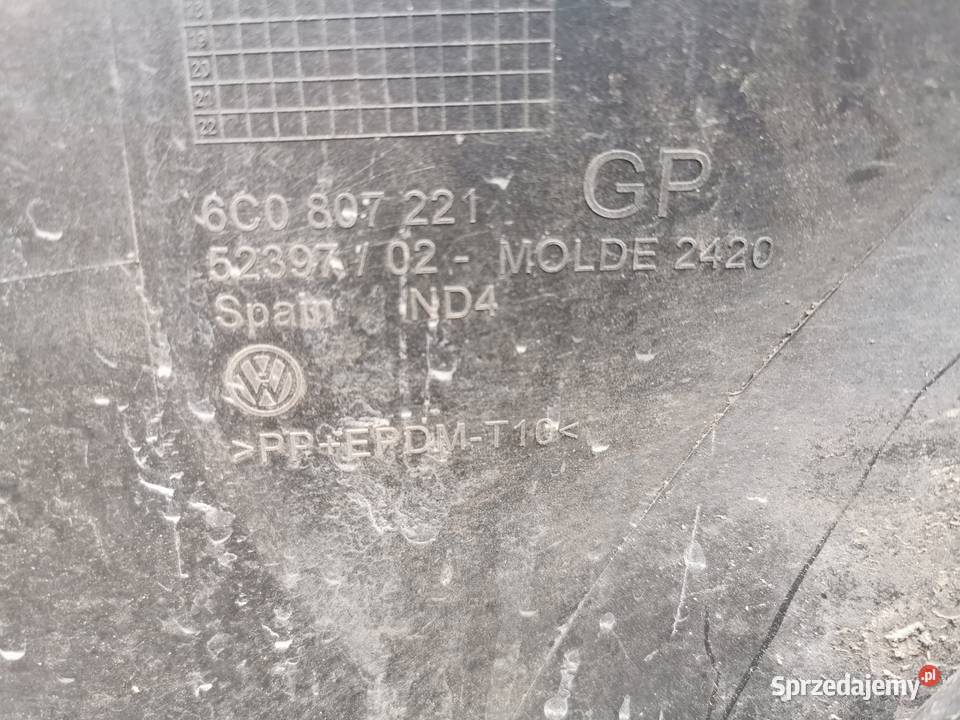 18
19
20
21
22
GP
6C0 807 221
52397 / 02 - MOLDE 2420
Spain ND4
>PP+EPDM-T10<
Sprzedajemy.pl